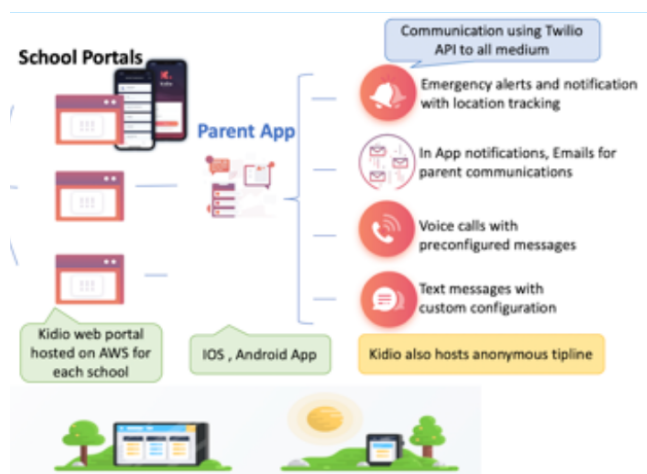 Communication using Twilio
API to all medium
School Portals
Parent App
Emergency alerts and notification
with location tracking
In App notifications, Emails for
parent communications
Voice calls with
preconfigured messages
Text messages with
custom configuration
Kidio web portal
hosted on AWS for
each school
IOS , Android App
Kidio also hosts anonymous tipline